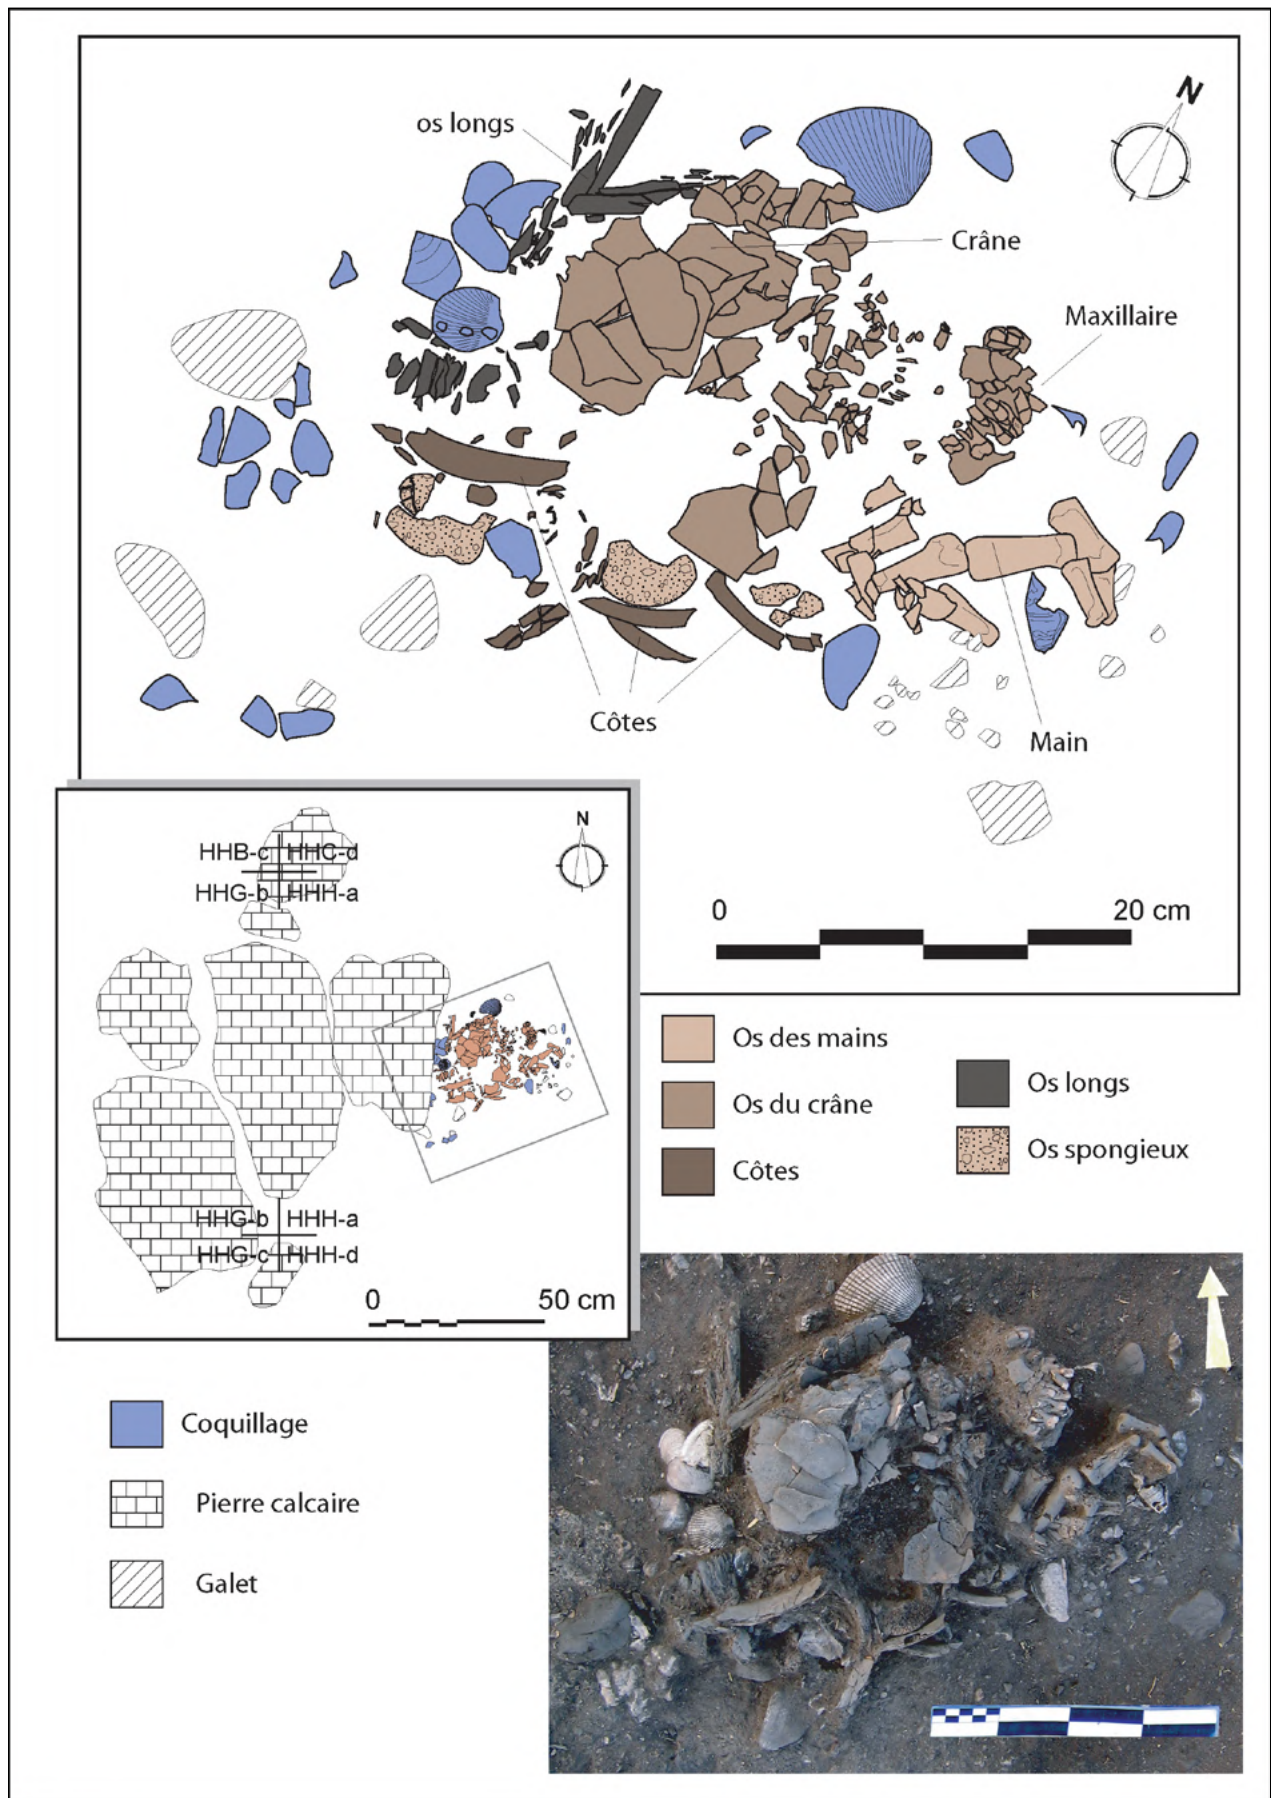 N
os longs
Crâne
Maxillaire
Côtes
Main
0 20 cm
N
HHB-c HHC-d
HHG-b HHH-a
HHG-b HHH-a
HHG-c HHH-d
0 50 cm
Os des mains
Os du crâne
Côtes
Os longs
Os spongieux
Coquillage
Pierre calcaire
Galet